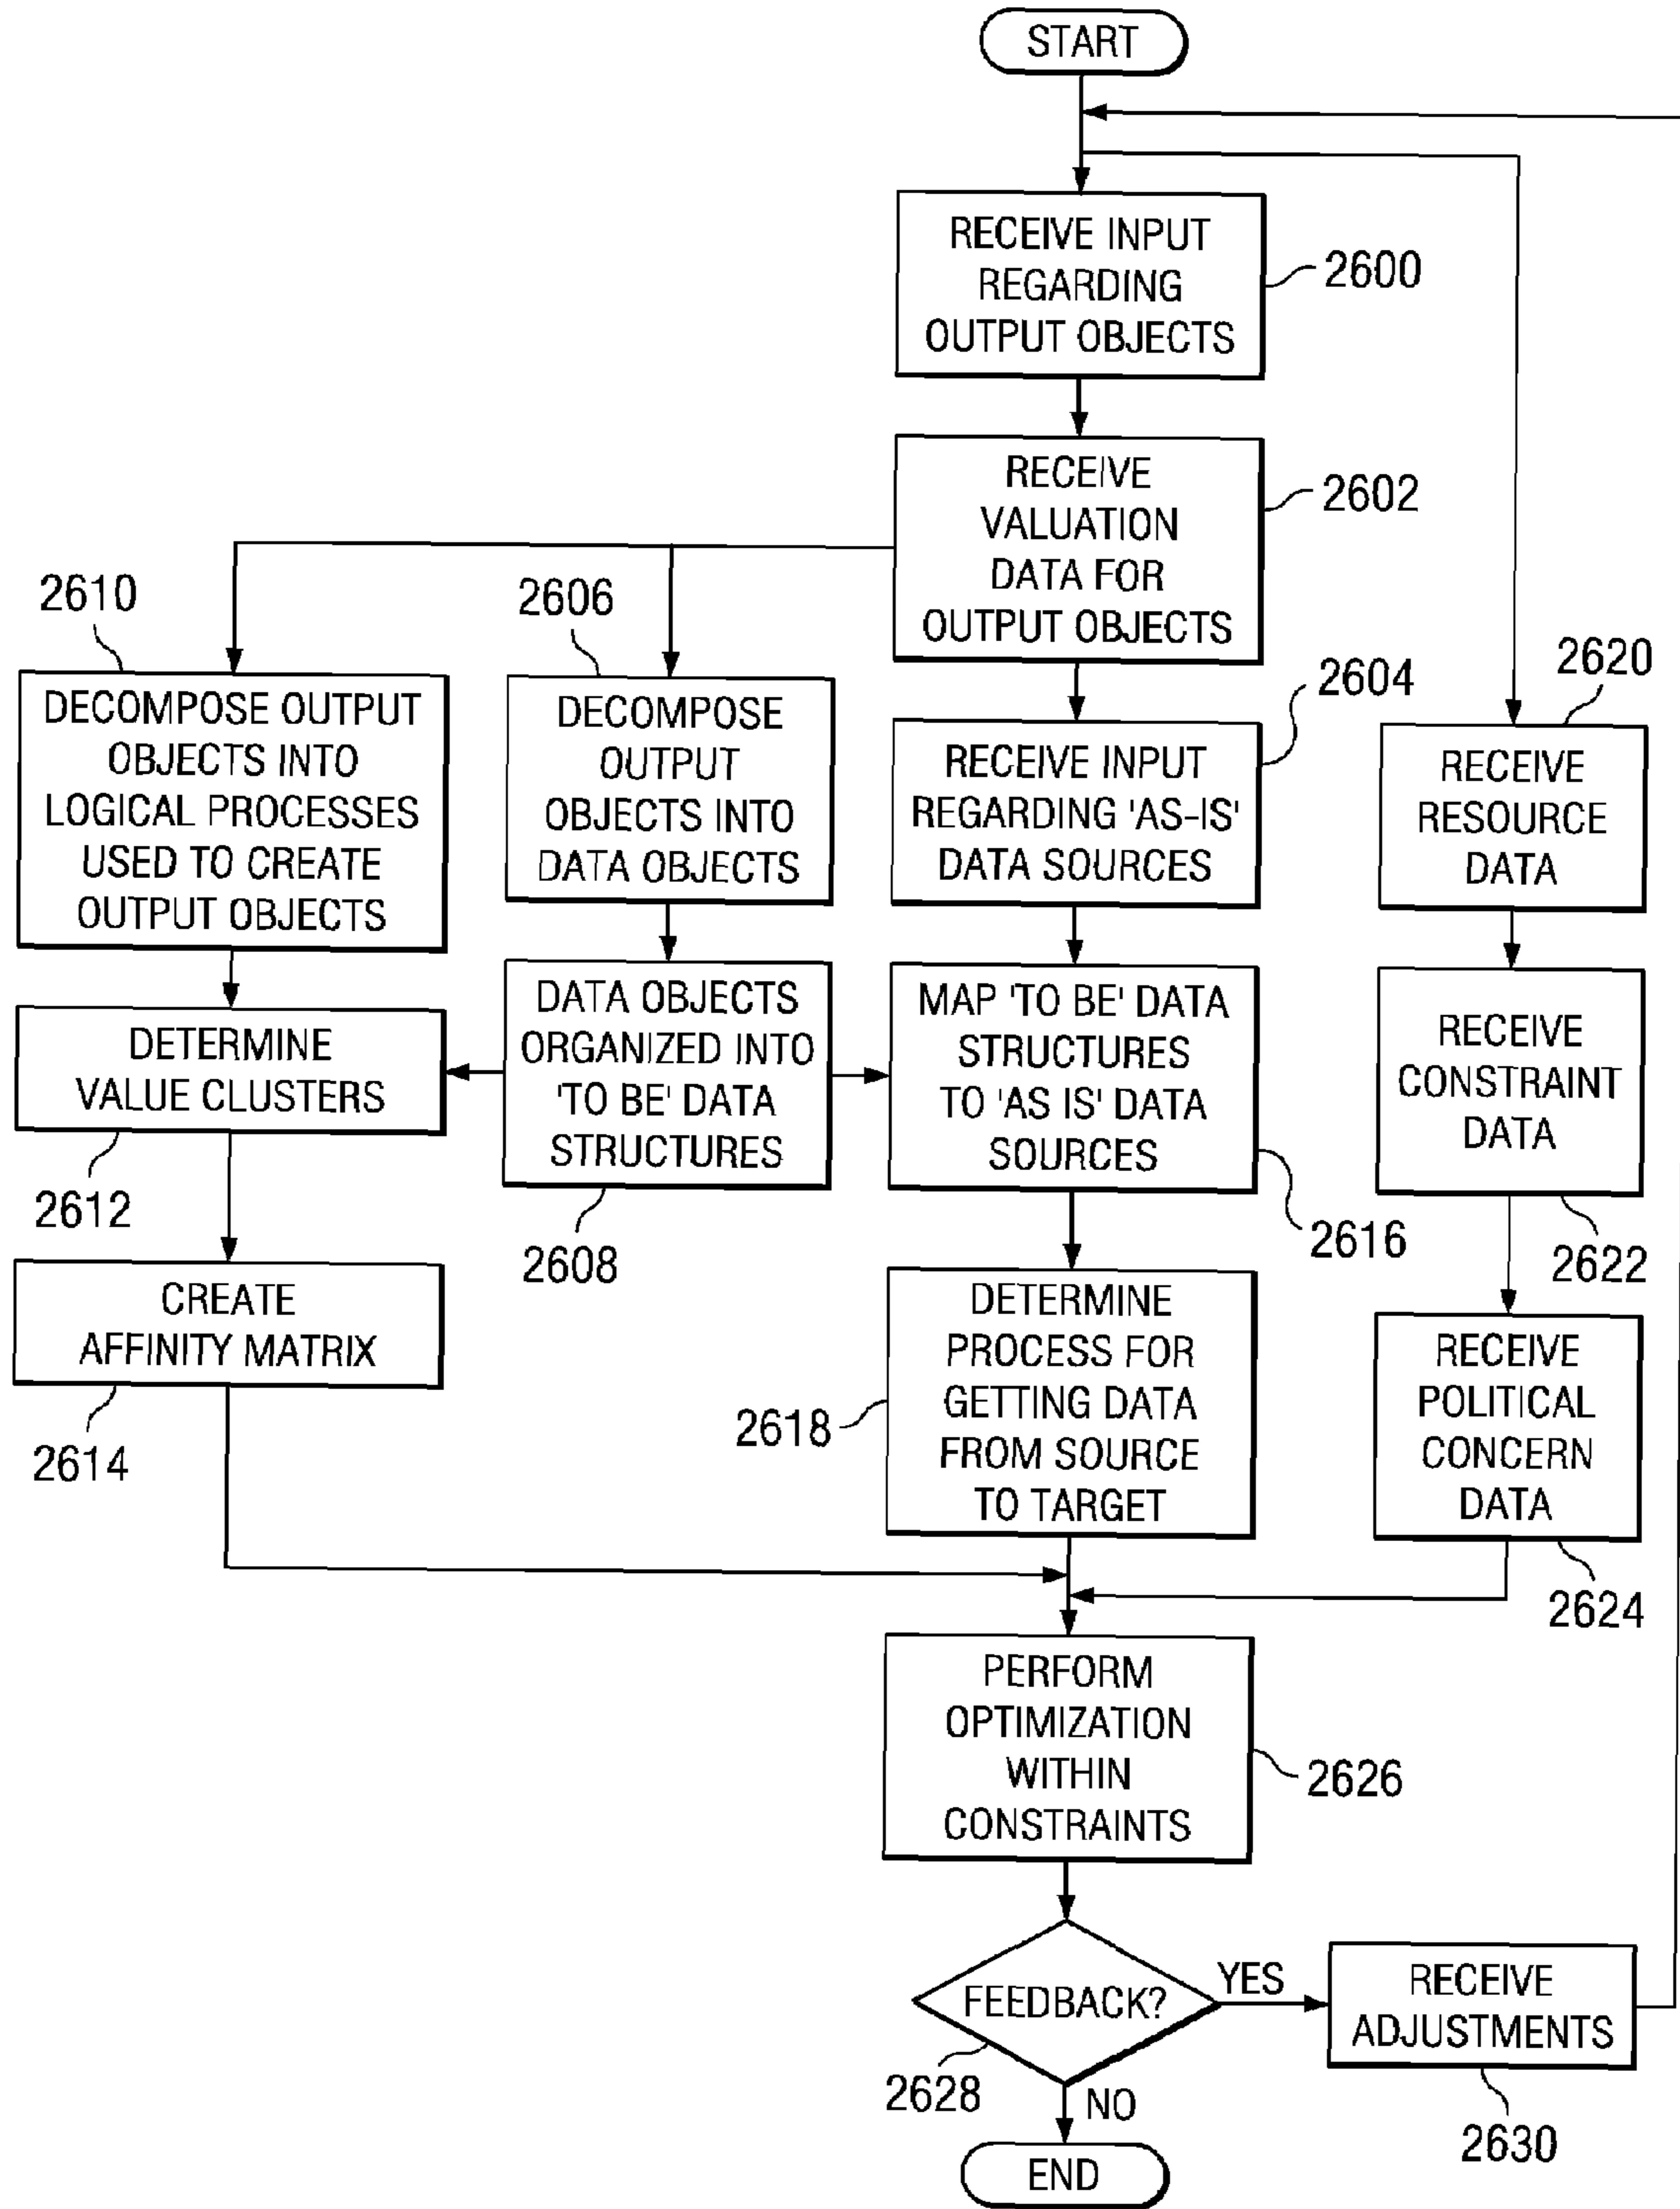 START
RECEIVE INPUT
REGARDING
OUTPUT OBJECTS
2600
RECEIVE
VALUATION
DATA FOR
OUTPUT OBJECTS
2602
2610
DECOMPOSE OUTPUT
OBJECTS INTO
LOGICAL PROCESSES
USED TO CREATE
OUTPUT OBJECTS
2606
DECOMPOSE
OUTPUT
OBJECTS INTO
DATA OBJECTS
2604
RECEIVE INPUT
REGARDING 'AS-IS'
DATA SOURCES
2620
RECEIVE
RESOURCE
DATA
DETERMINE
VALUE CLUSTERS
2612
DATA OBJECTS
ORGANIZED INTO
'TO BE' DATA
STRUCTURES
2608
MAP 'TO BE' DATA
STRUCTURES
TO 'AS IS' DATA
SOURCES
2616
RECEIVE
CONSTRAINT
DATA
2622
CREATE
AFFINITY MATRIX
2614
DETERMINE
PROCESS FOR
GETTING DATA
FROM SOURCE
TO TARGET
2618
RECEIVE
POLITICAL
CONCERN
DATA
2624
PERFORM
OPTIMIZATION
WITHIN
CONSTRAINTS
2626
FEEDBACK?
2628
YES
RECEIVE
ADJUSTMENTS
2630
NO
END